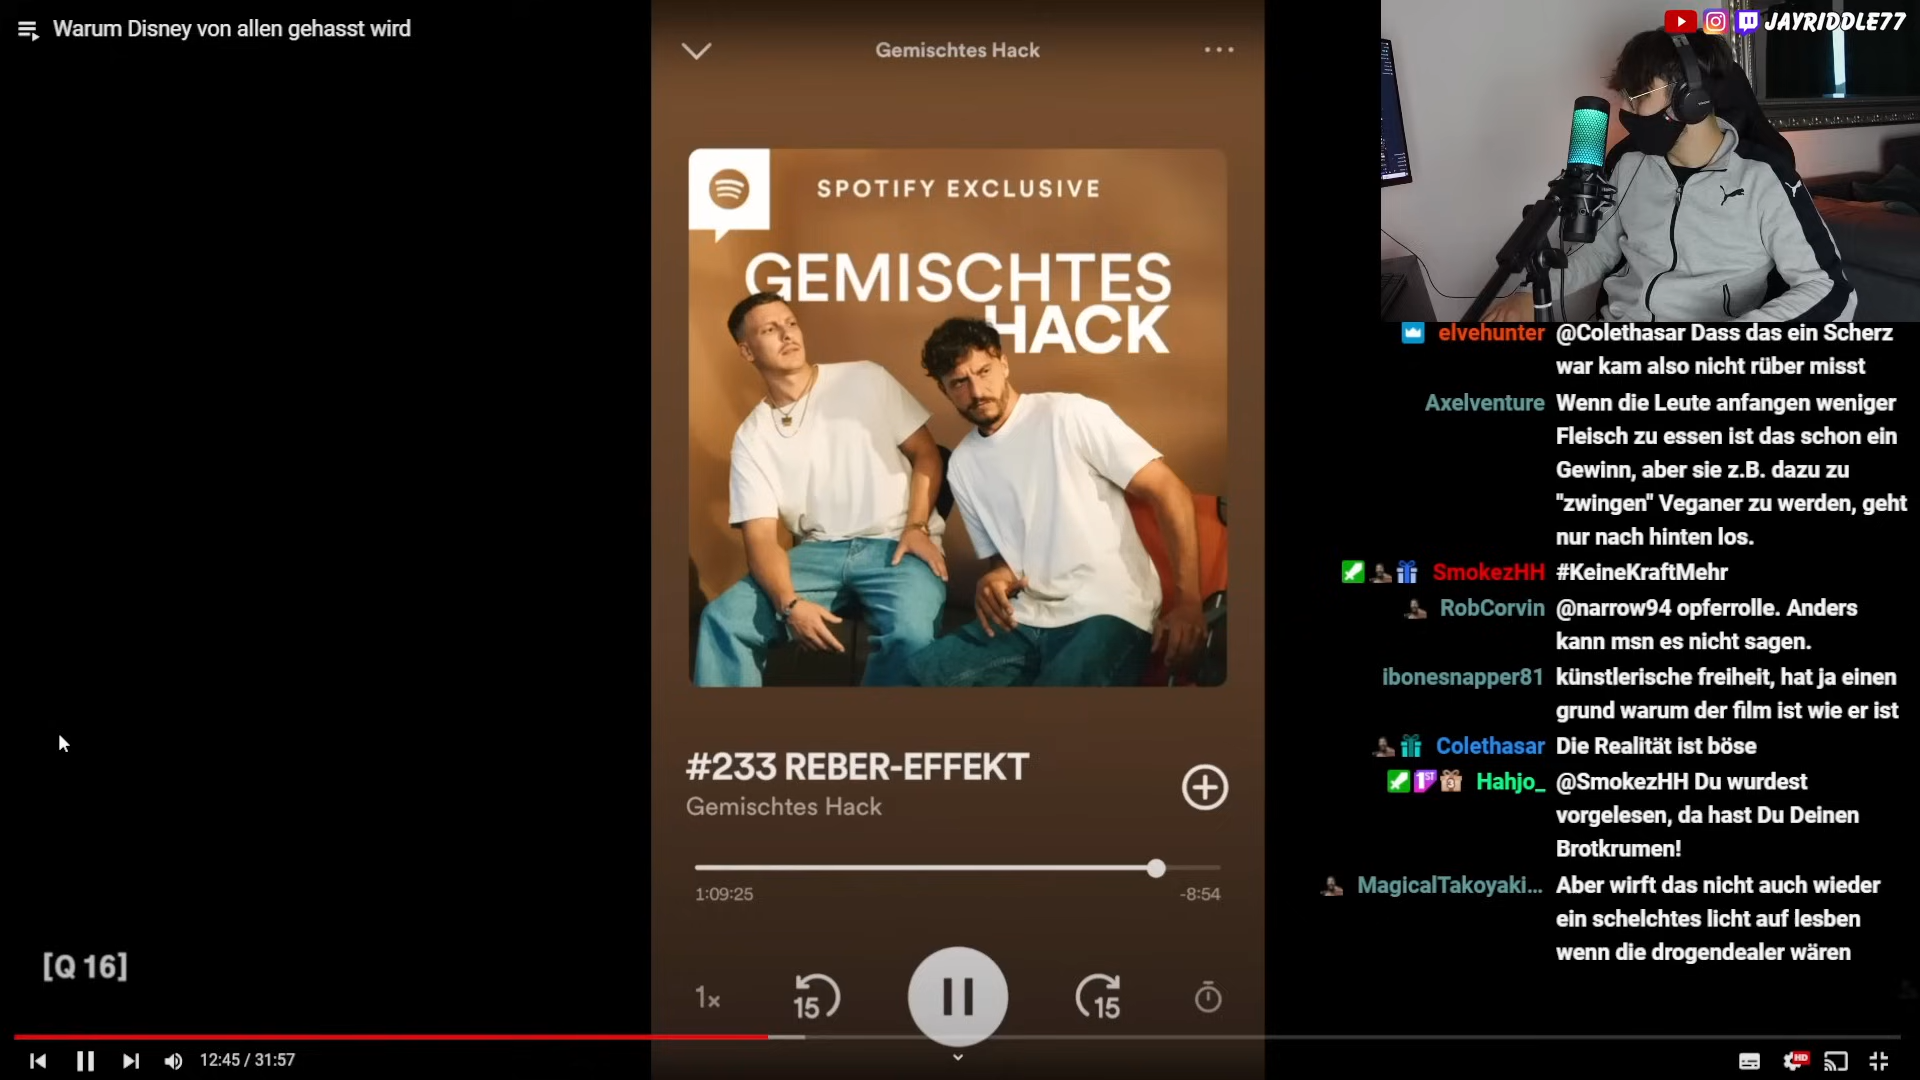 Warum Disney von allen gehasst wird
Gemischtes Hack
SPOTIFY EXCLUSIVE
GEMISCHTES
HACK
#233 REBER-EFFEKT
Gemischtes Hack
1:09:25
-8:54
1x
15
15
[Q 16]
12:45 / 31:57
HD
JAYRIDDLE77
elvehunter @Colethasar Dass das ein Scherz
war kam also nicht rüber misst
Axelventure Wenn die Leute anfangen weniger
Fleisch zu essen ist das schon ein
Gewinn, aber sie z.B. dazu zu
"zwingen" Veganer zu werden, geht
nur nach hinten los.
SmokezHH #KeineKraftMehr
RobCorvin @narrow94 opferrolle. Anders
kann msn es nicht sagen.
ibonesnapper81 künstlerische freiheit, hat ja einen
grund warum der film ist wie er ist
Colethasar Die Realität ist böse
1ST 3 Hahjo_ @SmokezHH Du wurdest
vorgelesen, da hast Du Deinen
Brotkrumen!
MagicalTakoyaki... Aber wirft das nicht auch wieder
ein schelchtes licht auf lesben
wenn die drogendealer wären